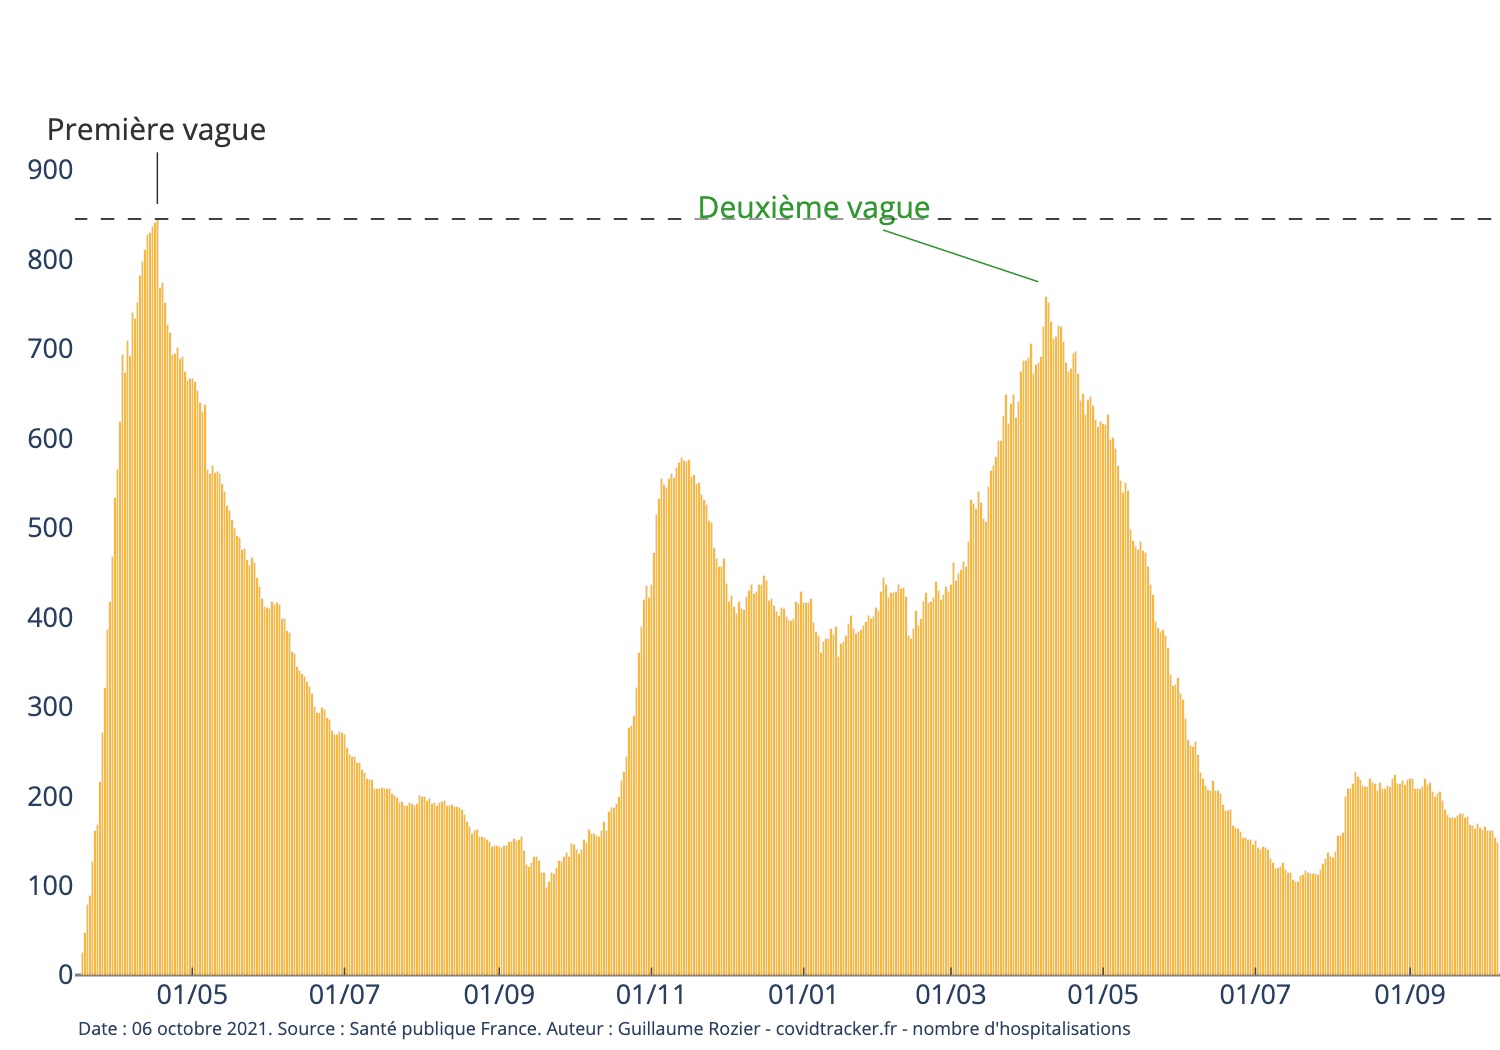 Première vague
900
Deuxième vague
800
700
600
500
400
300
200
100
0
01/05 01/07 01/09 01/11 01/01 01/03 01/05 01/07 01/09
Date : 06 octobre 2021. Source : Santé publique France. Auteur : Guillaume Rozier - covidtracker.fr - nombre d'hospitalisations